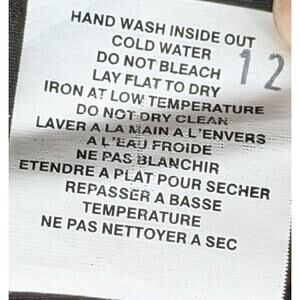 HAND WASH INSIDE OUT
COLD WATER
DO NOT BLEACH
LAY FLAT TO DRY
12
IRON AT LOW TEMPERATURE
DO NOT DRY CLEAN
LAVER A LA MAIN A L'ENVERS
A L'EAU FROIDE
NE PAS BLANCHIR
ETENDRE A PLAT POUR SECHER
REPASSER A BASSE
TEMPERATURE
NE PAS NETTOYER A SEC